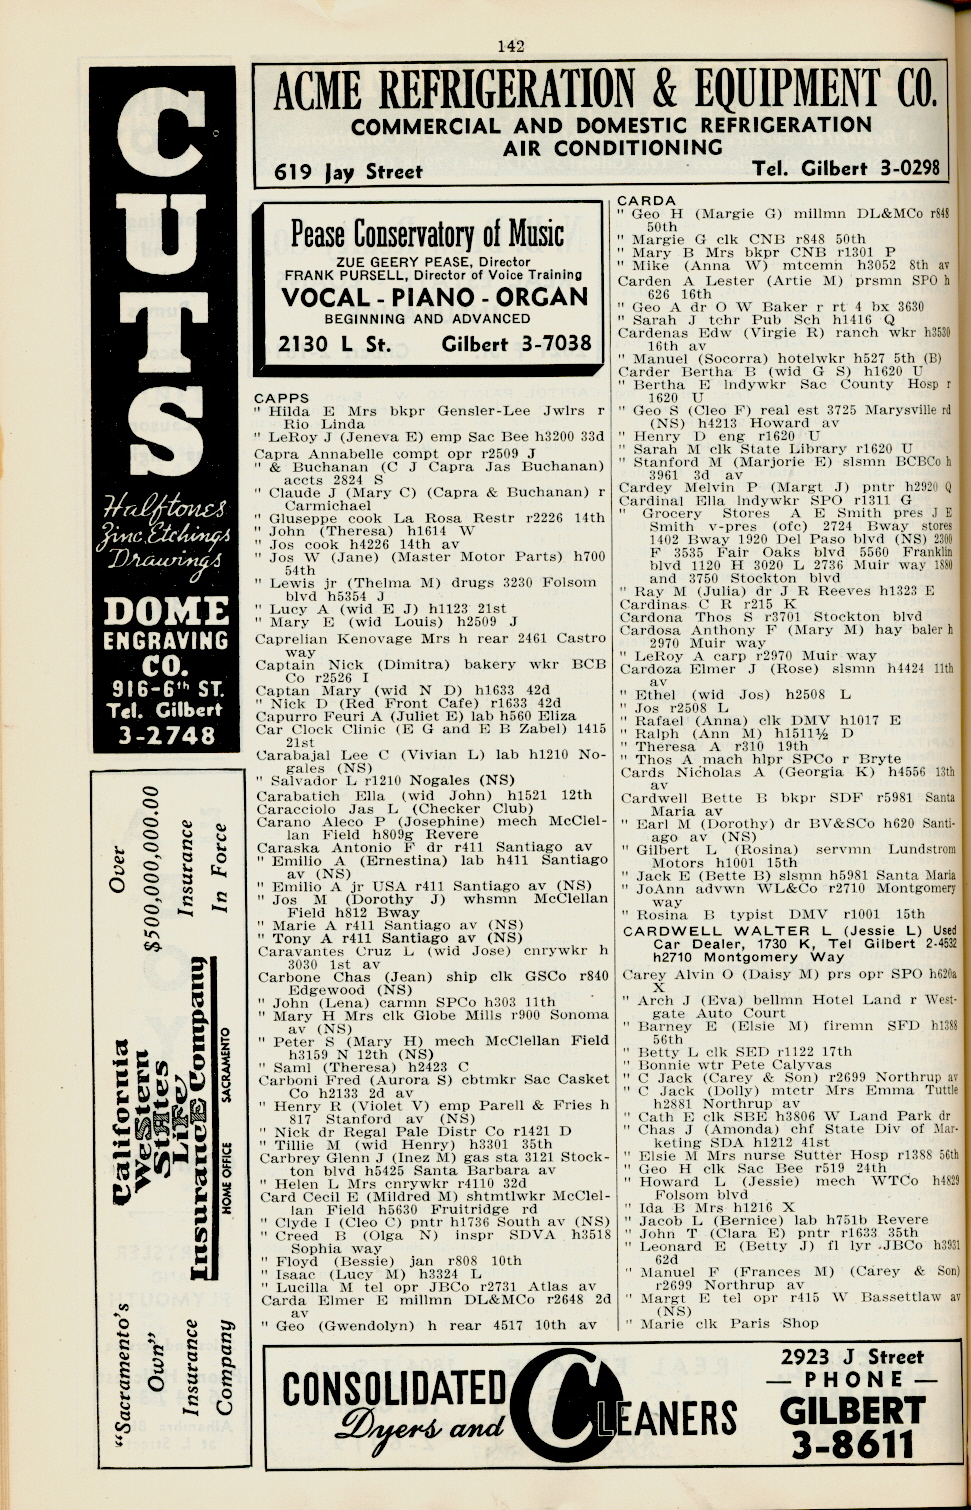 142
CUTS
Halftones
Zinc Etchings
Drawings
DOME
ENGRAVING
CO.
916-6th ST.
Tel. Gilbert
3-2748
"Sacramento's
Own"
Insurance
Company
California
Western
States
Life
Insurance Company
HOME OFFICE SACRAMENTO
Over
$500,000,000.00
Insurance
In Force
ACME REFRIGERATION & EQUIPMENT CO.
COMMERCIAL AND DOMESTIC REFRIGERATION
AIR CONDITIONING
619 Jay Street Tel. Gilbert 3-0298
Pease Conservatory of Music
ZUE GEERY PEASE, Director
FRANK PURSELL, Director of Voice Training
VOCAL - PIANO - ORGAN
BEGINNING AND ADVANCED
2130 L St. Gilbert 3-7038
CAPPS
" Hilda E Mrs bkpr Gensler-Lee Jwlrs r
Rio Linda
" LeRoy J (Jeneva E) emp Sac Bee h3200 33d
Capra Annabelle compt opr r2509 J
" & Buchanan (C J Capra Jas Buchanan)
accts 2824 S
" Claude J (Mary C) (Capra & Buchanan) r
Carmichael
" Giuseppe cook La Rosa Restr r2226 14th
" John (Theresa) h1614 W
" Jos cook h4226 14th av
" Jos W (Jane) (Master Motor Parts) h700
54th
" Lewis jr (Thelma M) drugs 3230 Folsom
blvd h5354 J
" Lucy A (wid E J) h1123 21st
" Mary E (wid Louis) h2509 J
Caprelian Kenovage Mrs h rear 2461 Castro
way
Captain Nick (Dimitra) bakery wkr BCB
Co r2526 I
Captan Mary (wid N D) h1633 42d
" Nick D (Red Front Cafe) r1633 42d
Capurro Feuri A (Juliet E) lab h560 Eliza
Car Clock Clinic (E G and E B Zabel) 1415
21st
Carabajal Lee C (Vivian L) lab h1210 No-
gales (NS)
" Salvador L r1210 Nogales (NS)
Carabatich Ella (wid John) h1521 12th
Caracciolo Jas L (Checker Club)
Carano Aleco P (Josephine) mech McClel-
lan Field h809g Revere
Caraska Antonio F dr r411 Santiago av
" Emilio A (Ernestina) lab h411 Santiago
av (NS)
" Emilio A jr USA r411 Santiago av (NS)
" Jos M (Dorothy J) whsmn McClellan
Field h812 Bway
" Marie A r411 Santiago av (NS)
" Tony A r411 Santiago av (NS)
Caravantes Cruz L (wid Jose) cnrywkr h
3030 1st av
Carbone Chas (Jean) ship clk GSCo r840
Edgewood (NS)
" John (Lena) carmn SPCo h303 11th
" Mary H Mrs clk Globe Mills r900 Sonoma
av (NS)
" Peter S (Mary H) mech McClellan Field
h3159 N 12th (NS)
" Saml (Theresa) h2423 C
Carboni Fred (Aurora S) cbtmkr Sac Casket
Co h2133 2d av
" Henry R (Violet V) emp Parell & Fries h
817 Stanford av (NS)
" Nick dr Regal Pale Distr Co r1421 D
" Tillie M (wid Henry) h3301 35th
Carbrey Glenn J (Inez M) gas sta 3121 Stock-
ton blvd h5425 Santa Barbara av
" Helen L Mrs cnrywkr r4110 32d
Card Cecil E (Mildred M) shtmtlwkr McClel-
lan Field h5630 Fruitridge rd
" Clyde I (Cleo C) pntr h1736 South av (NS)
" Creed B (Olga N) inspr SDVA h3518
Sophia way
" Floyd (Bessie) jan r808 10th
" Isaac (Lucy M) h3324 L
" Lucilla M tel opr JBCo r2731 Atlas av
Carda Elmer E millmn DL&MCo r2648 2d
av
" Geo (Gwendolyn) h rear 4517 10th av
CARDA
" Geo H (Margie G) millmn DL&MCo r848
50th
" Margie G clk CNB r848 50th
" Mary B Mrs bkpr CNB r1301 P
" Mike (Anna W) mtcemn h3052 8th av
Carden A Lester (Artie M) prsmn SPO h
626 16th
" Geo A dr O W Baker r rt 4 bx 3630
" Sarah J tchr Pub Sch h1416 Q
Cardenas Edw (Virgie R) ranch wkr h3530
16th av
" Manuel (Socorra) hotelwkr h527 5th (B)
Carder Bertha B (wid G S) h1620 U
" Bertha E lndywkr Sac County Hosp r
1620 U
" Geo S (Cleo F) real est 3725 Marysville rd
(NS) h4213 Howard av
" Henry D eng r1620 U
" Sarah M clk State Library r1620 U
" Stanford M (Marjorie E) slsmn BCBCo h
3961 3d av
Cardey Melvin P (Margt J) pntr h2920 Q
Cardinal Ella lndywkr SPO r1311 G
" Grocery Stores A E Smith pres J E
Smith v-pres (ofc) 2724 Bway stores
1402 Bway 1920 Del Paso blvd (NS) 2300
F 3535 Fair Oaks blvd 5560 Franklin
blvd 1120 H 3020 L 2736 Muir way 1880
and 3750 Stockton blvd
" Ray M (Julia) dr J R Reeves h1323 E
Cardinas C R r215 K
Cardona Thos S r3701 Stockton blvd
Cardosa Anthony F (Mary M) hay baler h
2970 Muir way
" LeRoy A carp r2970 Muir way
Cardoza Elmer J (Rose) slsmn h4424 11th
av
" Ethel (wid Jos) h2508 L
" Jos r2508 L
" Rafael (Anna) clk DMV h1017 E
" Ralph (Ann M) h1511½ D
" Theresa A r310 19th
" Thos A mach hlpr SPCo r Bryte
Cards Nicholas A (Georgia K) h4556 13th
av
Cardwell Bette B bkpr SDF r5981 Santa
Maria av
" Earl M (Dorothy) dr BV&SCo h620 Santi-
ago av (NS)
" Gilbert L (Rosina) servmn Lundstrom
Motors h1001 15th
" Jack E (Bette B) slsmn h5981 Santa Maria
" JoAnn advwn WL&Co r2710 Montgomery
way
" Rosina B typist DMV r1001 15th
CARDWELL WALTER L (Jessie L) Used
Car Dealer, 1730 K, Tel Gilbert 2-4532
h2710 Montgomery Way
Carey Alvin O (Daisy M) prs opr SPO h620a
X
" Arch J (Eva) bellmn Hotel Land r West-
gate Auto Court
" Barney E (Elsie M) firemn SFD h1388
56th
" Betty L clk SED r1122 17th
" Bonnie wtr Pete Calyvas
" C Jack (Carey & Son) r2699 Northrup av
" C Jack (Dolly) mtctr Mrs Emma Tuttle
h2881 Northrup av
" Cath E clk SBE h3806 W Land Park dr
" Chas J (Amonda) chf State Div of Mar-
keting SDA h1212 41st
" Elsie M Mrs nurse Sutter Hosp r1388 56th
" Geo H clk Sac Bee r519 24th
" Howard L (Jessie) mech WTCo h4829
Folsom blvd
" Ida B Mrs h1216 X
" Jacob L (Bernice) lab h751b Revere
" John T (Clara E) pntr r1633 35th
" Leonard E (Betty J) fl lyr JBCo h3931
62d
" Manuel F (Frances M) (Carey & Son)
r2699 Northrup av
" Margt E tel opr r415 W Bassettlaw av
(NS)
" Marie clk Paris Shop
CONSOLIDATED
Dyers and CLEANERS
2923 J Street
— PHONE —
GILBERT
3-8611